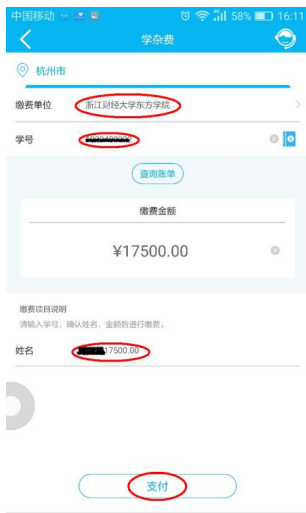 中国移动 58% 16:11
学杂费
杭州市
缴费单位 浙江财经大学东方学院
学号
查询账单
缴费金额
¥17500.00
缴费项目说明
请输入学号，确认姓名，金额后进行缴费。
姓名 17500.00
支付